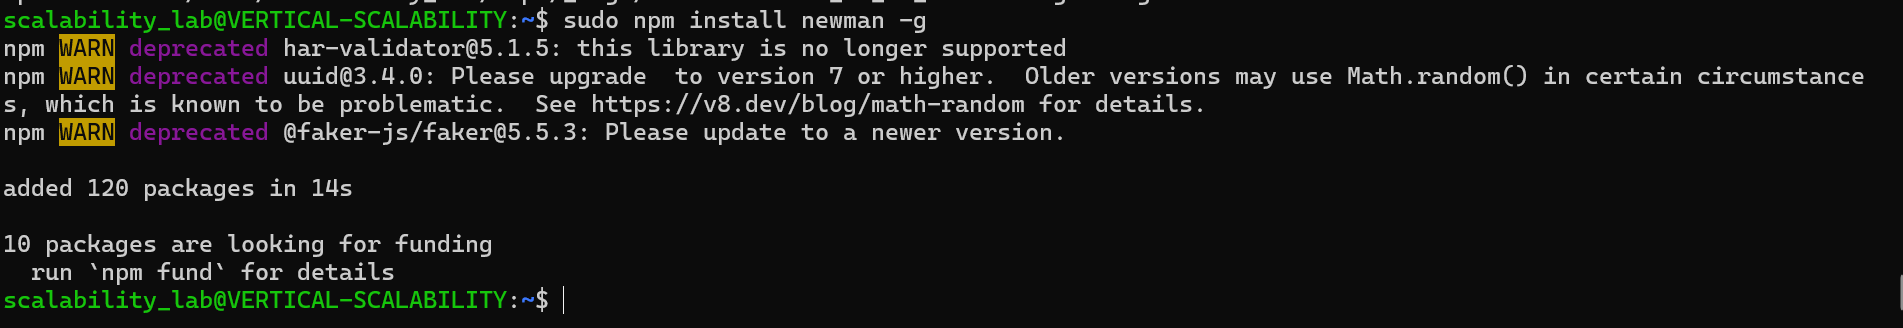 scalability_lab@VERTICAL-SCALABILITY:~$ sudo npm install newman -g
npm WARN deprecated har-validator@5.1.5: this library is no longer supported
npm WARN deprecated uuid@3.4.0: Please upgrade  to version 7 or higher.  Older versions may use Math.random() in certain circumstance
s, which is known to be problematic.  See https://v8.dev/blog/math-random for details.
npm WARN deprecated @faker-js/faker@5.5.3: Please update to a newer version.

added 120 packages in 14s

10 packages are looking for funding
  run `npm fund` for details
scalability_lab@VERTICAL-SCALABILITY:~$